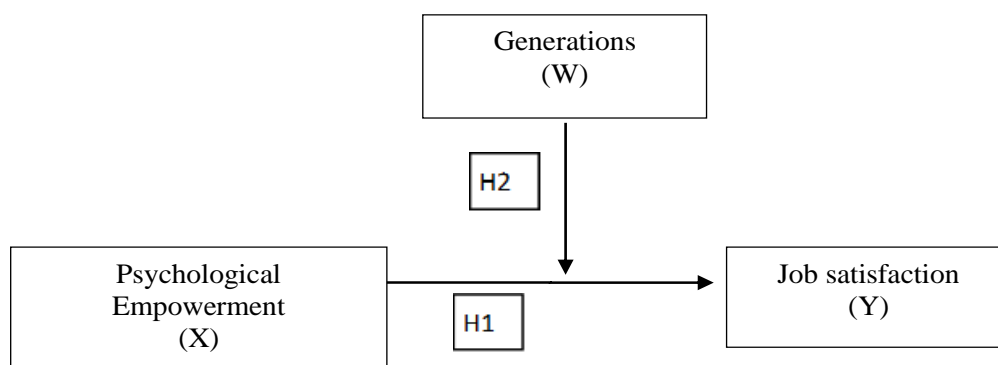 Generations
(W)
H2
Psychological
Empowerment
(X)
H1
Job satisfaction
(Y)